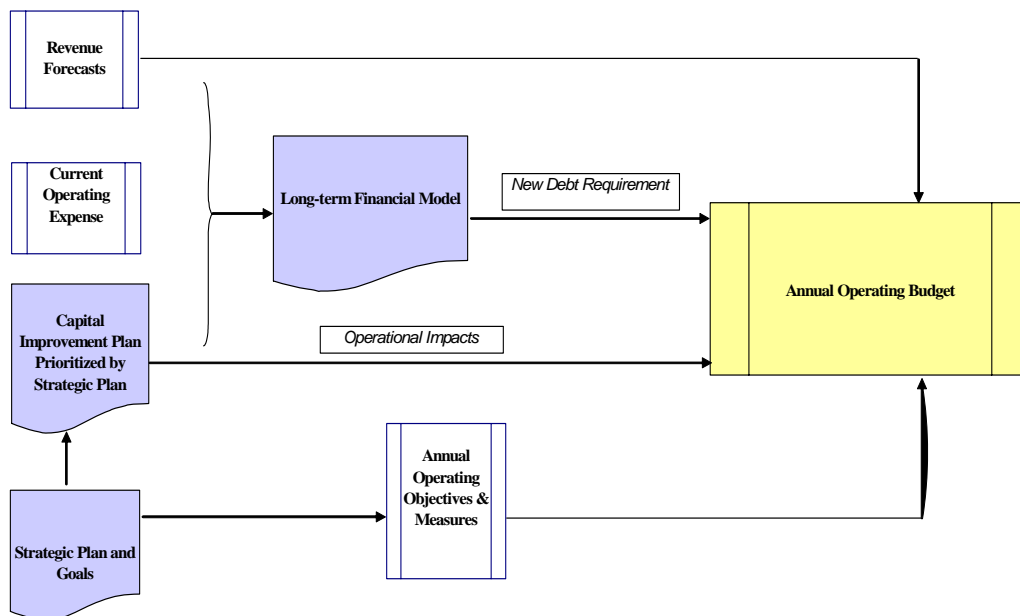 Revenue
Forecasts
Current
Operating
Expense
Long-term Financial Model
New Debt Requirement
Annual Operating Budget
Capital
Improvement Plan
Prioritized by
Strategic Plan
Operational Impacts
Annual
Operating
Objectives &
Measures
Strategic Plan and
Goals